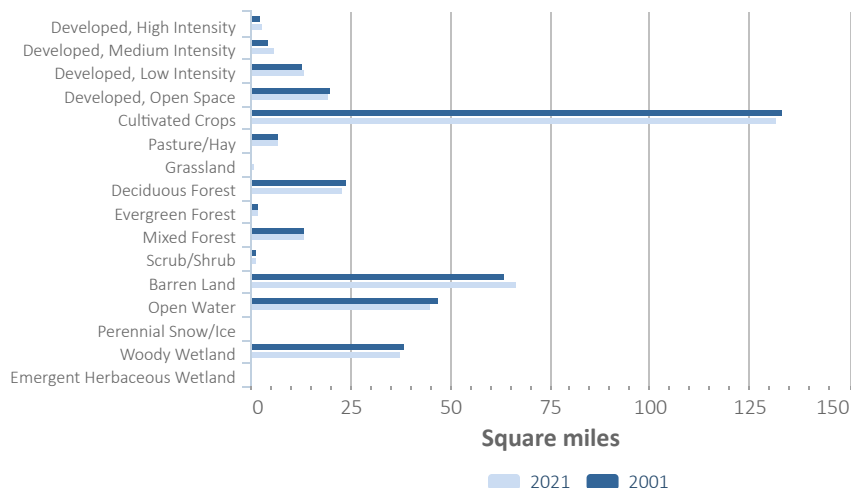 Developed, High Intensity
Developed, Medium Intensity
Developed, Low Intensity
Developed, Open Space
Cultivated Crops
Pasture/Hay
Grassland
Deciduous Forest
Evergreen Forest
Mixed Forest
Scrub/Shrub
Barren Land
Open Water
Perennial Snow/Ice
Woody Wetland
Emergent Herbaceous Wetland
0 25 50 75 100 125 150
Square miles
2021 2001